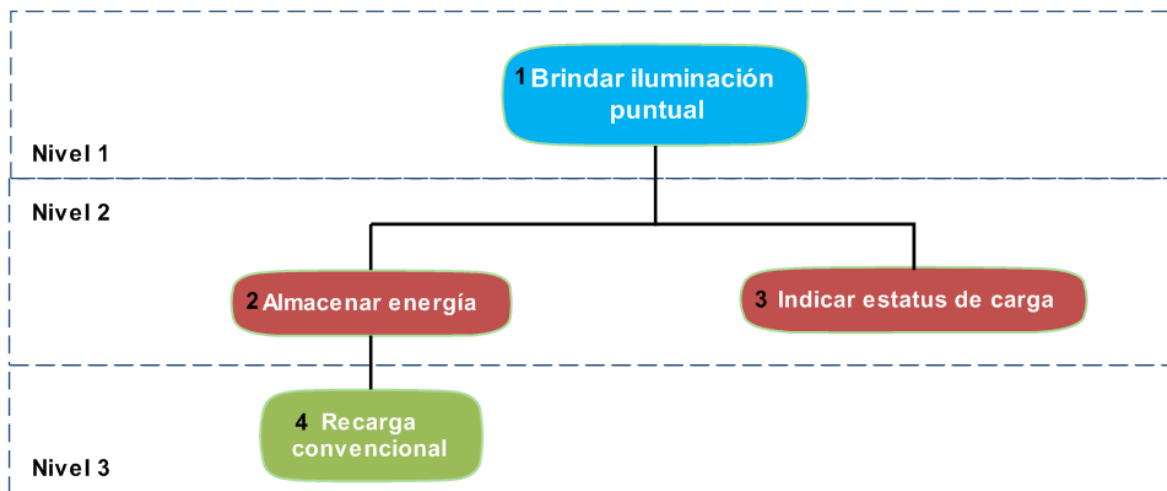 1 Brindar iluminación
puntual
Nivel 1
Nivel 2
2 Almacenar energía
3 Indicar estatus de carga
4 Recarga
convencional
Nivel 3